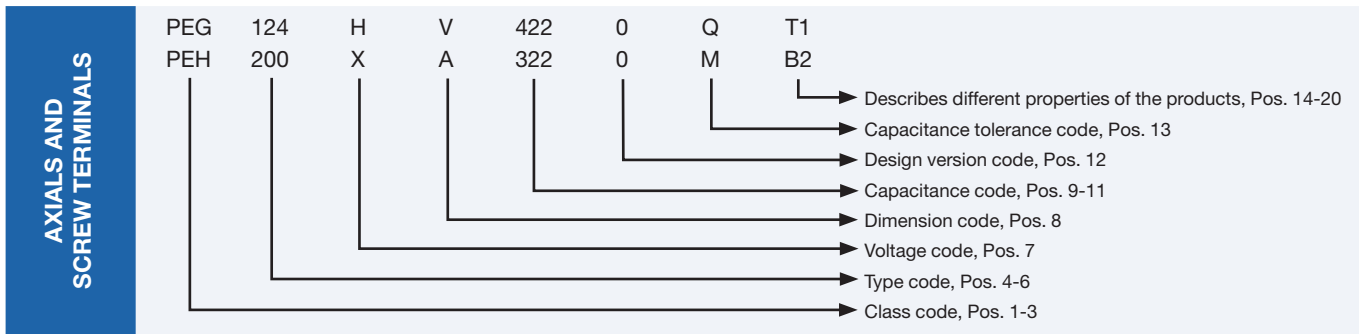 AXIALS AND
SCREW TERMINALS
PEG 124 H V 422 0 Q T1
PEH 200 X A 322 0 M B2
Describes different properties of the products, Pos. 14-20
Capacitance tolerance code, Pos. 13
Design version code, Pos. 12
Capacitance code, Pos. 9-11
Dimension code, Pos. 8
Voltage code, Pos. 7
Type code, Pos. 4-6
Class code, Pos. 1-3